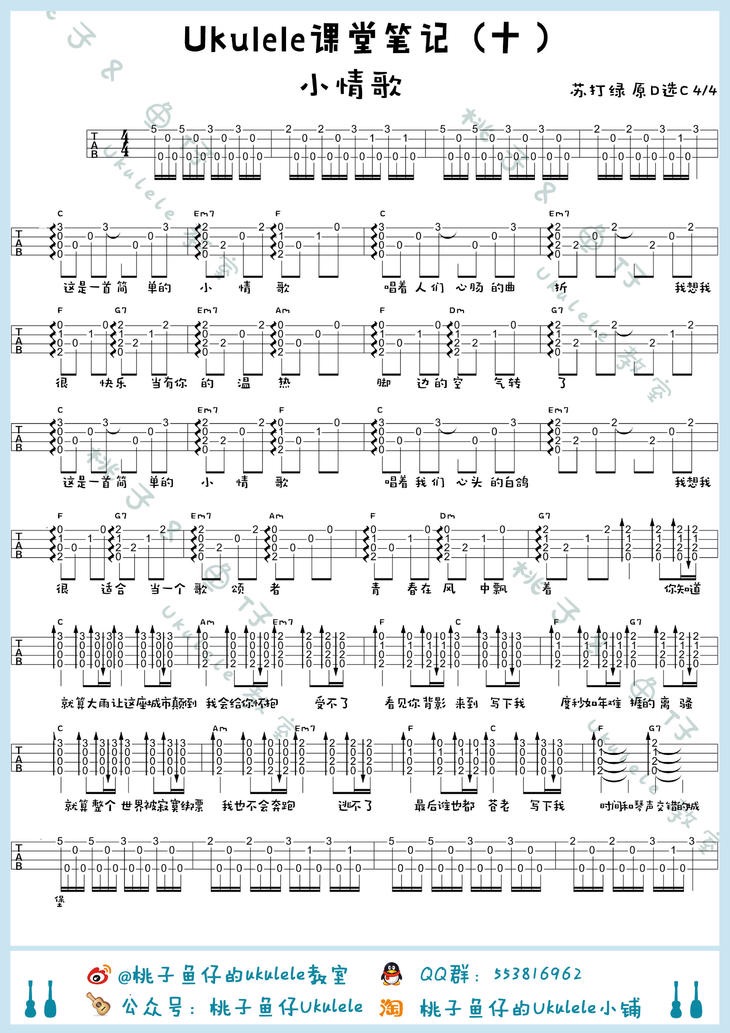 Ukulele课堂笔记（十）
小情歌
苏打绿 原D选C 4/4
C Em7 F C Em7
这是一首简 单的 小 情 歌 唱着 人们 心肠 的曲 折 我想我
F G7 Em7 Am F Dm G7
很 快乐 当有你 的 温 热 脚 边的 空 气转 了
C Em7 F C Em7
这是一首简 单的 小 情 歌 唱着 我们 心头 的白鸽 我想我
F G7 Em7 Am F Dm G7
很 适合 当一个 歌 颂 者 青 春在 风 中飘 着 你知道
C Am Em7 F C F G7
就算大雨让这座城市颠到 我会给你怀抱 受不了 看见你背影 来到 写下我 度秒如年难 捱的 离 骚
C Am Em7 F C F G7
就算整个 世界被寂寞绑票 我也不会奔跑 逃不了 最后谁也都 苍老 写下我 时间和琴声交错的城
堡
@桃子鱼仔的ukulele教室 QQ群：553816962
公众号：桃子鱼仔Ukulele 淘 桃子鱼仔的Ukulele小铺